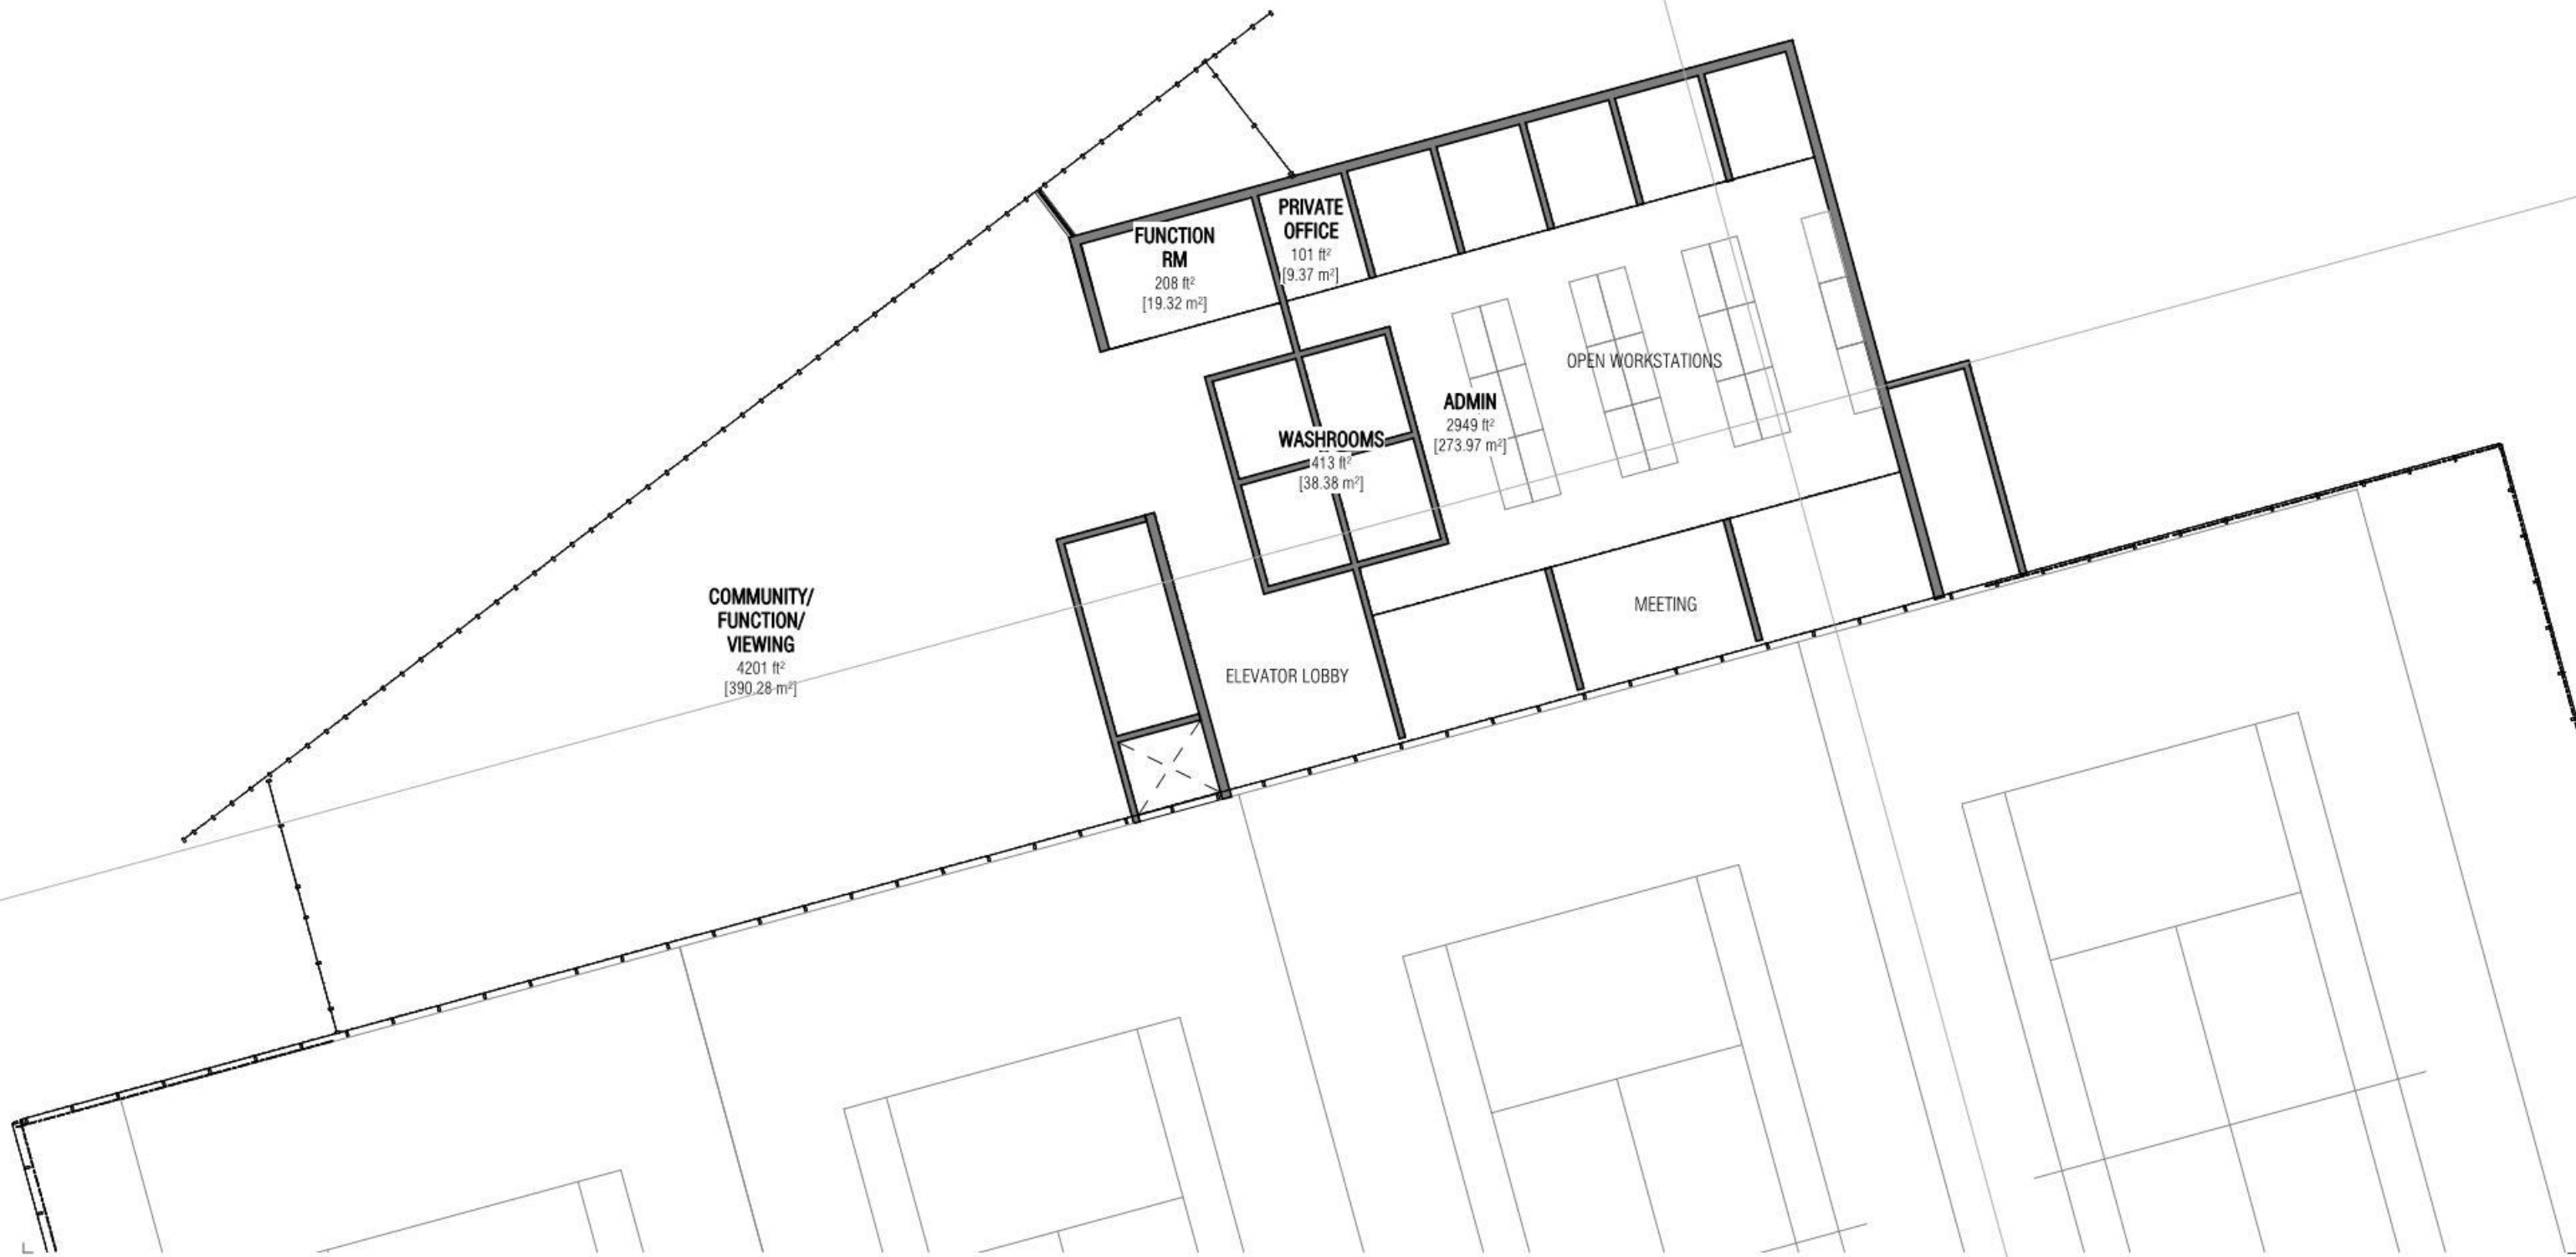 FUNCTION
RM
208 ft²
[19.32 m²]
PRIVATE
OFFICE
101 ft²
[9.37 m²]
OPEN WORKSTATIONS
ADMIN
2949 ft²
[273.97 m²]
WASHROOMS
413 ft²
[38.38 m²]
COMMUNITY/
FUNCTION/
VIEWING
4201 ft²
[390.28 m²]
MEETING
ELEVATOR LOBBY